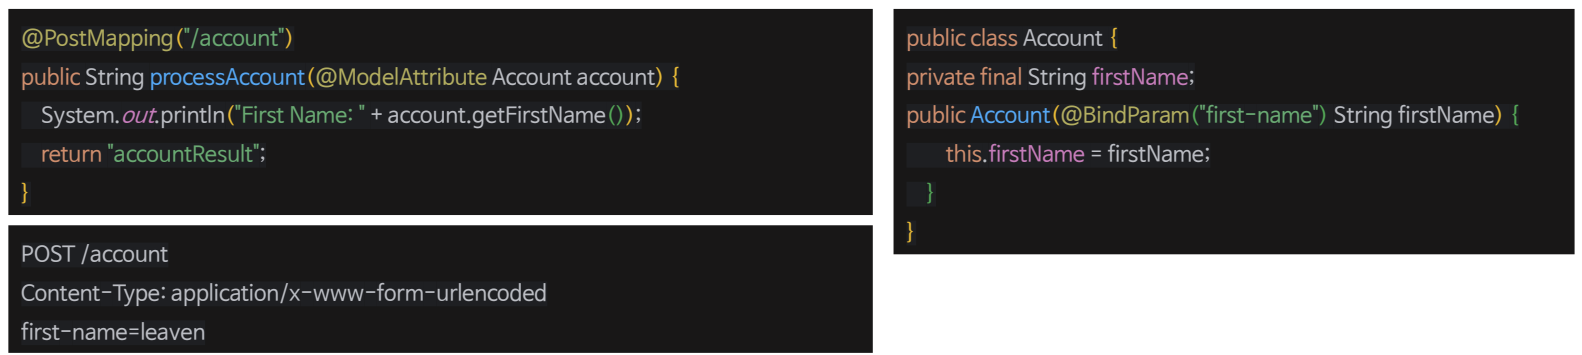 @PostMapping("/account")
public String processAccount(@ModelAttribute Account account) {
System.out.println("First Name: " + account.getFirstName());
return "accountResult";
}
POST /account
Content-Type: application/x-www-form-urlencoded
first-name=leaven
public class Account {
private final String firstName;
public Account(@BindParam("first-name") String firstName) {
this.firstName = firstName;
}
}